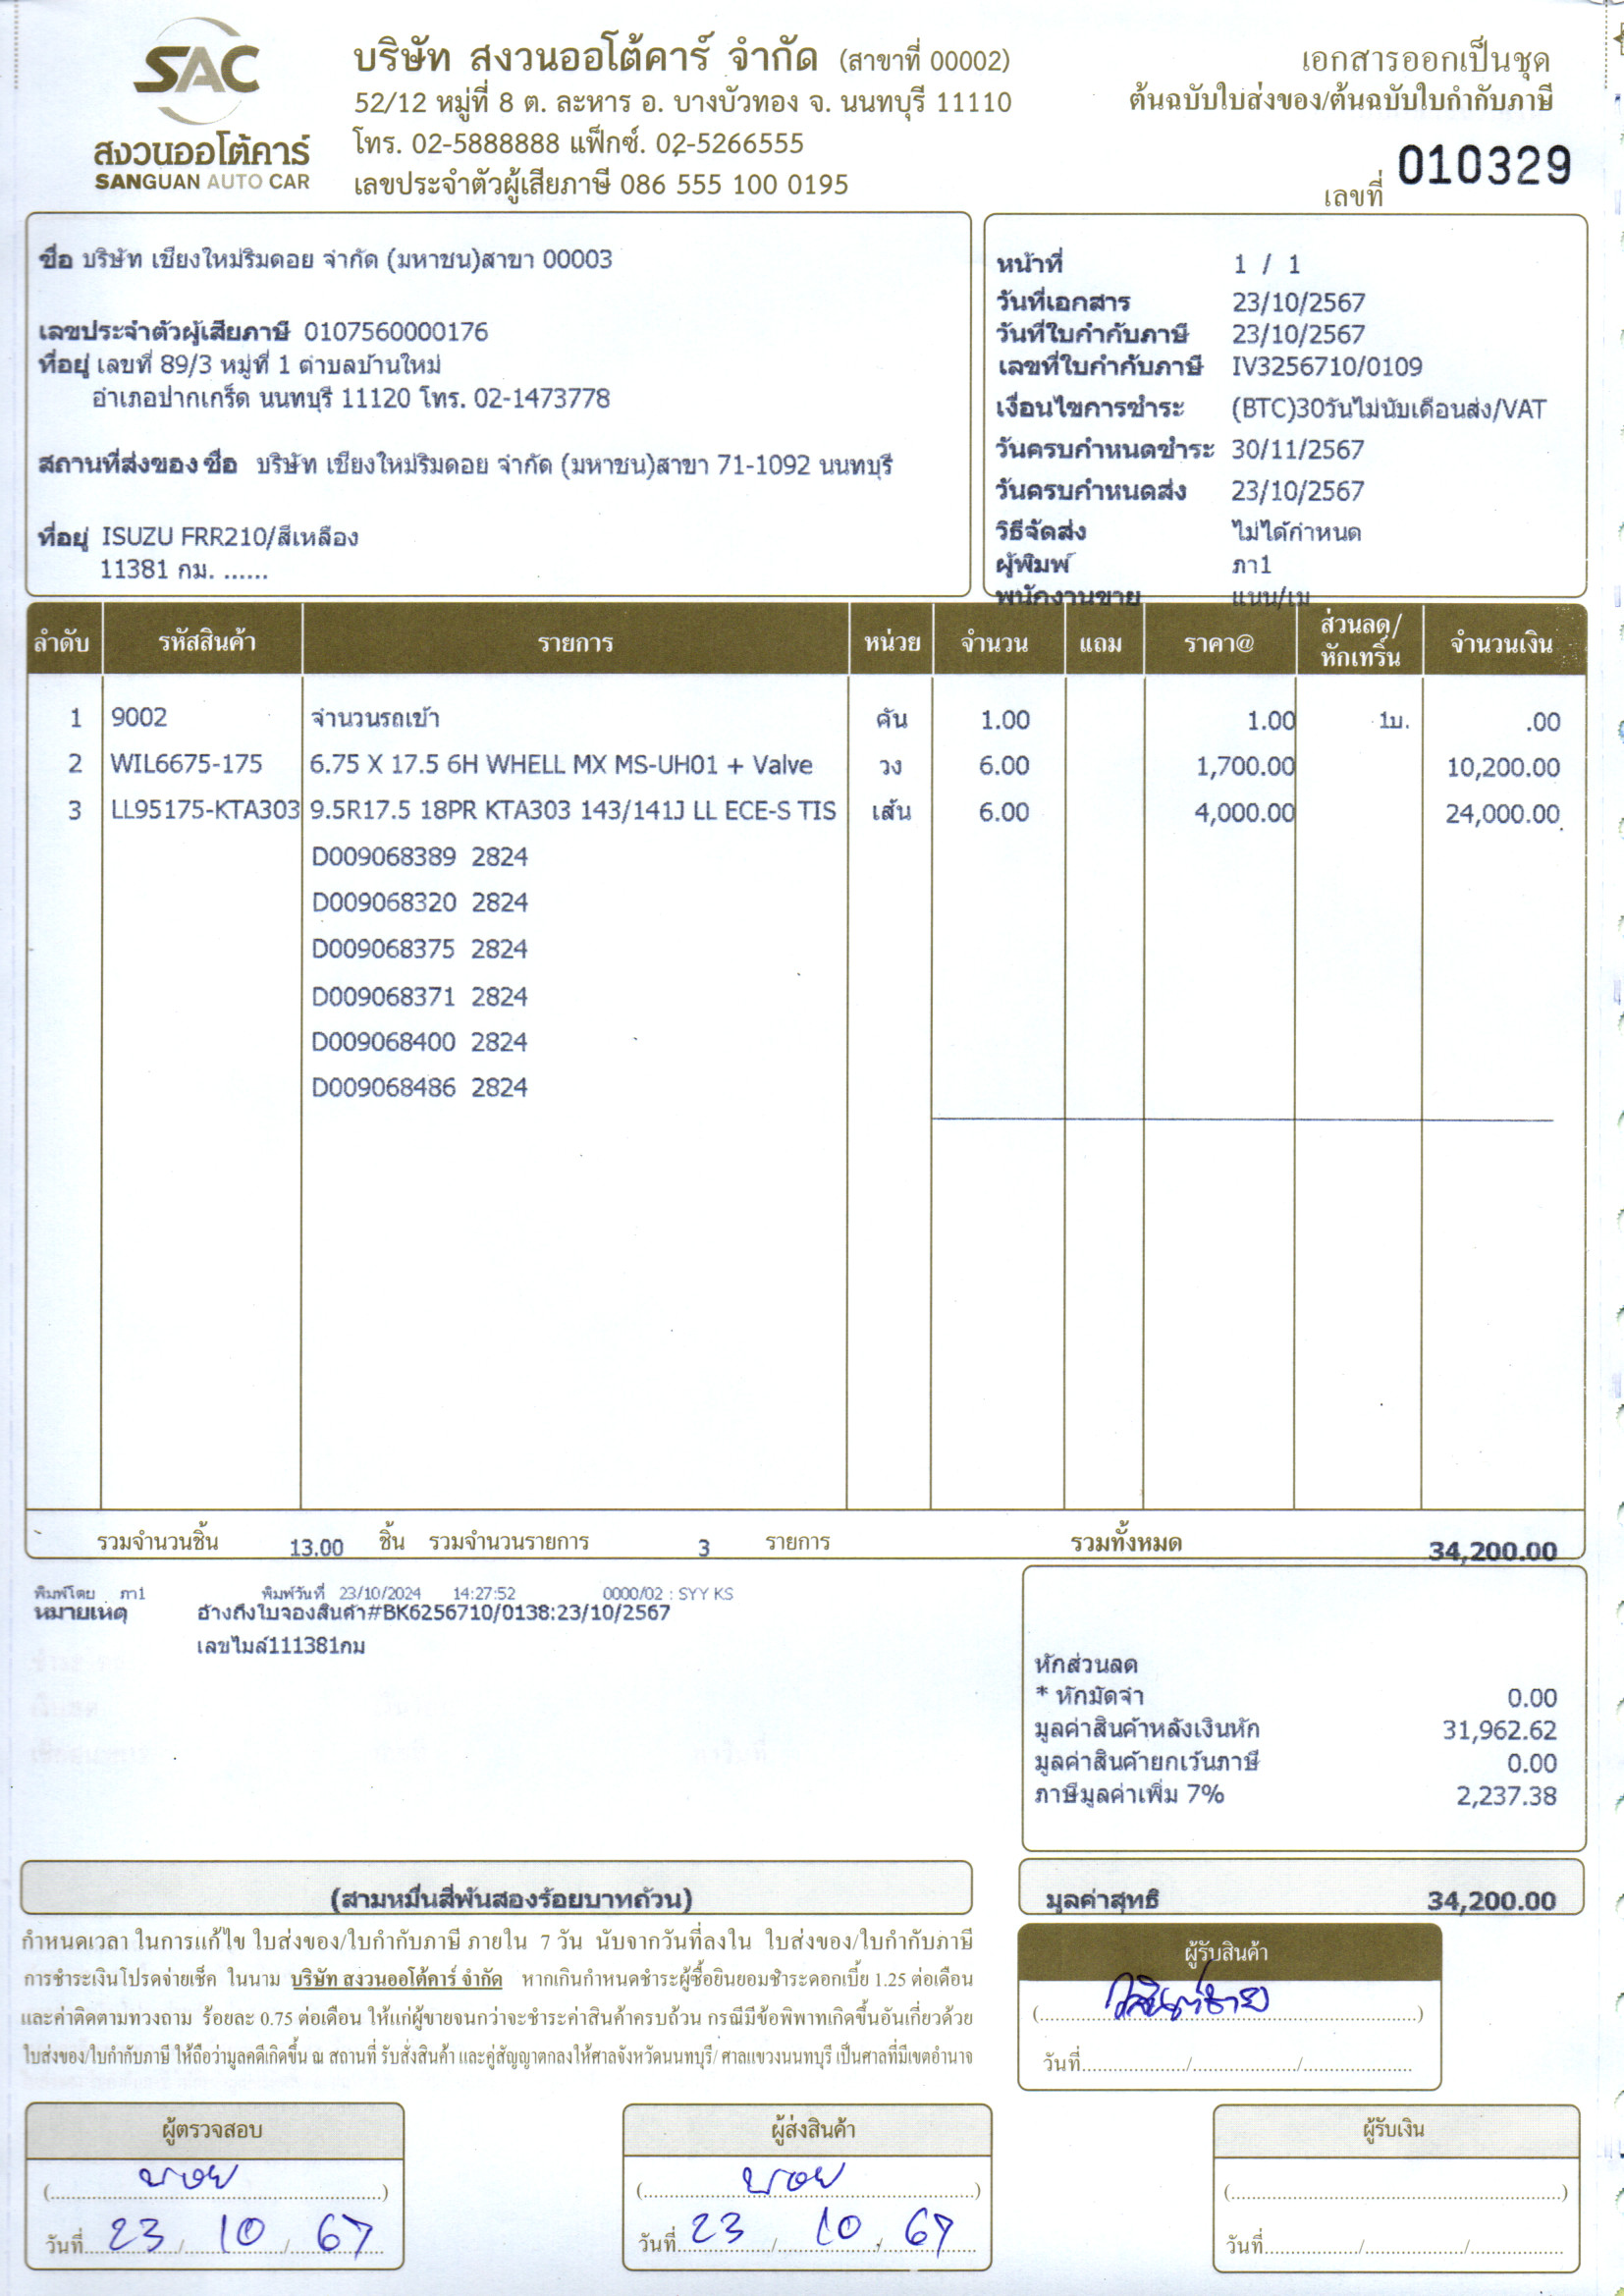 SAC
สงวนออโต้คาร์
SANGUAN AUTO CAR
บริษัท สงวนออโต้คาร์ จำกัด (สาขาที่ 00002)
52/12 หมู่ที่ 8 ต. ละหาร อ. บางบัวทอง จ. นนทบุรี 11110
โทร. 02-5888888 แฟ็กซ์. 02-5266555
เลขประจำตัวผู้เสียภาษี 086 555 100 0195
เอกสารออกเป็นชุด
ต้นฉบับใบส่งของ/ต้นฉบับใบกำกับภาษี
เลขที่ 010329
ชื่อ บริษัท เชียงใหม่ริมดอย จำกัด (มหาชน)สาขา 00003
เลขประจำตัวผู้เสียภาษี 0107560000176
ที่อยู่ เลขที่ 89/3 หมู่ที่ 1 ตำบลบ้านใหม่
อำเภอปากเกร็ด นนทบุรี 11120 โทร. 02-1473778
สถานที่ส่งของ ชื่อ บริษัท เชียงใหม่ริมดอย จำกัด (มหาชน)สาขา 71-1092 นนทบุรี
ที่อยู่ ISUZU FRR210/สีเหลือง
11381 กม. ......
หน้าที่ 1 / 1
วันที่เอกสาร 23/10/2567
วันที่ใบกำกับภาษี 23/10/2567
เลขที่ใบกำกับภาษี IV3256710/0109
เงื่อนไขการชำระ (BTC)30วันไม่นับเดือนส่ง/VAT
วันครบกำหนดชำระ 30/11/2567
วันครบกำหนดส่ง 23/10/2567
วิธีจัดส่ง ไม่ได้กำหนด
ผู้พิมพ์ ภา1
พนักงานขาย แนน/เม
ลำดับ รหัสสินค้า รายการ หน่วย จำนวน แถม ราคา@ ส่วนลด/หักเทริ์น จำนวนเงิน
1 9002 จำนวนรถเข้า คัน 1.00 1.00 1บ. .00
2 WIL6675-175 6.75 X 17.5 6H WHELL MX MS-UH01 + Valve วง 6.00 1,700.00 10,200.00
3 LL95175-KTA303 9.5R17.5 18PR KTA303 143/141J LL ECE-S TIS เส้น 6.00 4,000.00 24,000.00
D009068389 2824
D009068320 2824
D009068375 2824
D009068371 2824
D009068400 2824
D009068486 2824
รวมจำนวนชิ้น 13.00 ชิ้น รวมจำนวนรายการ 3 รายการ รวมทั้งหมด 34,200.00
พิมพ์โดย ภา1 พิมพ์วันที่ 23/10/2024 14:27:52 0000/02 : SYY KS
หมายเหตุ อ้างถึงใบจองสินค้า#BK6256710/0138:23/10/2567
เลขไมล์111381กม
หักส่วนลด
* หักมัดจำ 0.00
มูลค่าสินค้าหลังเงินหัก 31,962.62
มูลค่าสินค้ายกเว้นภาษี 0.00
ภาษีมูลค่าเพิ่ม 7% 2,237.38
(สามหมื่นสี่พันสองร้อยบาทถ้วน)
มูลค่าสุทธิ 34,200.00
กำหนดเวลา ในการแก้ไข ใบส่งของ/ใบกำกับภาษี ภายใน 7 วัน นับจากวันที่ลงใน ใบส่งของ/ใบกำกับภาษี
การชำระเงินโปรดจ่ายเช็ค ในนาม บริษัท สงวนออโต้คาร์ จำกัด หากเกินกำหนดชำระผู้ซื้อยินยอมชำระดอกเบี้ย 1.25 ต่อเดือน
และค่าติดตามทวงถาม ร้อยละ 0.75 ต่อเดือน ให้แก่ผู้ขายจนกว่าจะชำระค่าสินค้าครบถ้วน กรณีมีข้อพิพาทเกิดขึ้นอันเกี่ยวด้วย
ใบส่งของ/ใบกำกับภาษี ให้ถือว่ามูลคดีเกิดขึ้น ณ สถานที่ รับสั่งสินค้า และคู่สัญญาตกลงให้ศาลจังหวัดนนทบุรี/ ศาลแขวงนนทบุรี เป็นศาลที่มีเขตอำนาจ
ผู้รับสินค้า
(..........)
วันที่........../........../..........
ผู้ตรวจสอบ
(บอย)
วันที่ 23 / 10 / 67
ผู้ส่งสินค้า
(บอย)
วันที่ 23 / 10 / 67
ผู้รับเงิน
(..........)
วันที่........../........../..........